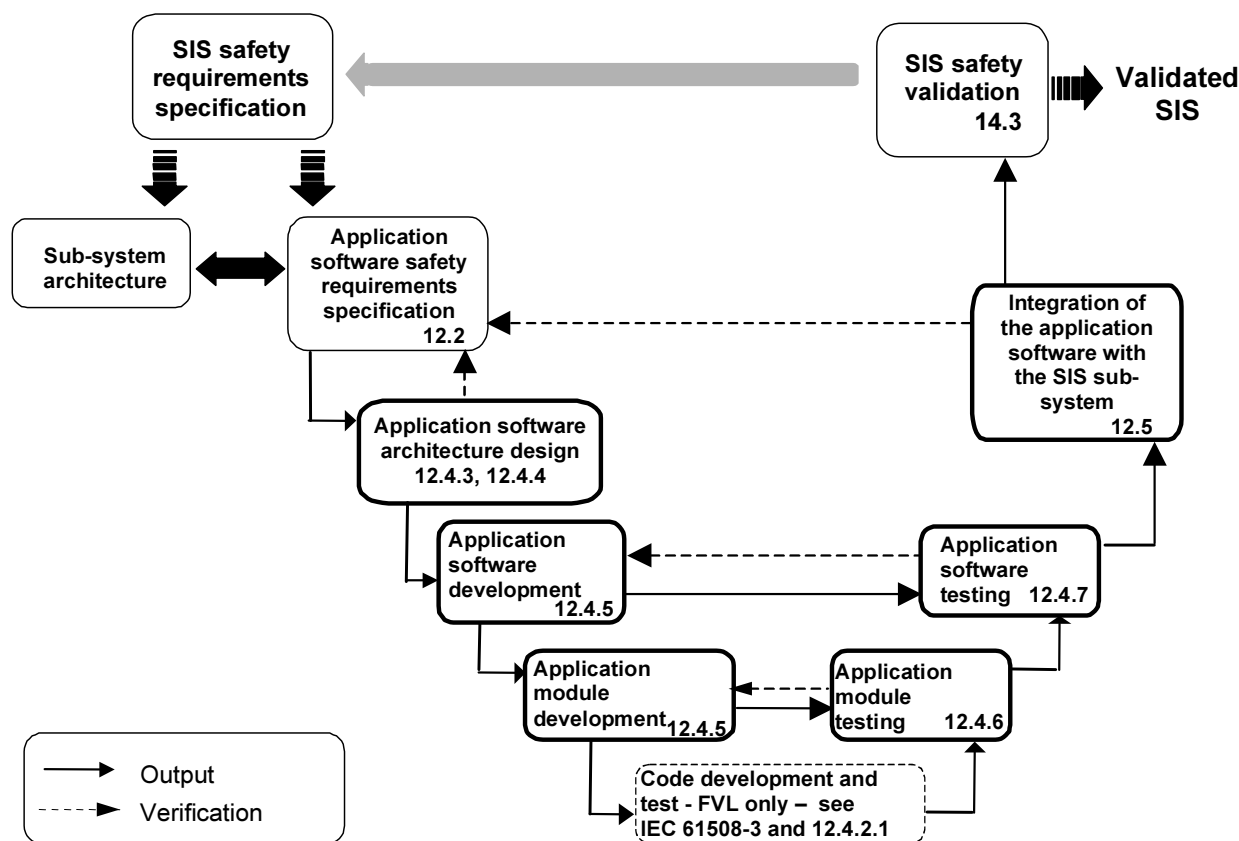 SIS safety
requirements
specification
SIS safety
validation
14.3
Validated
SIS
Sub-system
architecture
Application
software safety
requirements
specification
12.2
Integration of
the application
software with
the SIS sub-
system
12.5
Application software
architecture design
12.4.3, 12.4.4
Application
software
development
12.4.5
Application
software
testing 12.4.7
Application
module
development
12.4.5
Application
module
testing
12.4.6
Code development and
test - FVL only – see
IEC 61508-3 and 12.4.2.1
Output
Verification